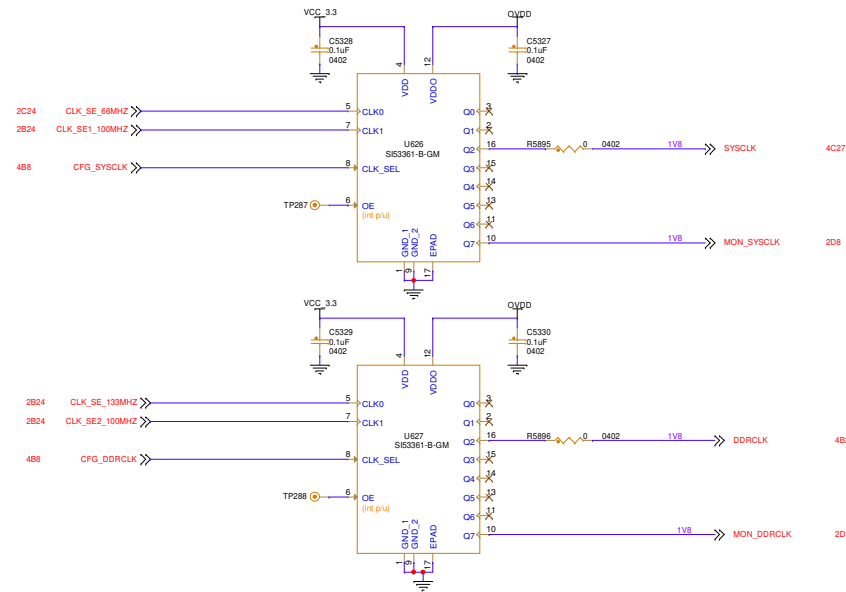 VCC_3.3
OVDD
C5328
0.1uF
0402
C5327
0.1uF
0402
4
12
VDD
VDDO
2C24 CLK_SE_66MHZ 5 CLK0
Q0 3
2B24 CLK_SE1_100MHZ 7 CLK1
Q1 2
U626
SI53361-B-GM
Q2 16 R5895 0 0402 1V8 SYSCLK 4C27
4B8 CFG_SYSCLK 8 CLK_SEL
Q3 15
Q4 14
TP287 6 OE
(int p/u)
Q5 13
Q6 11
Q7 10 1V8 MON_SYSCLK 2D8
GND_1
GND_2
EPAD
1
9
17
VCC_3.3
OVDD
C5329
0.1uF
0402
C5330
0.1uF
0402
4
12
VDD
VDDO
2B24 CLK_SE_133MHZ 5 CLK0
Q0 3
2B24 CLK_SE2_100MHZ 7 CLK1
Q1 2
U627
SI53361-B-GM
Q2 16 R5896 0 0402 1V8 DDRCLK 4B
4B8 CFG_DDRCLK 8 CLK_SEL
Q3 15
Q4 14
TP288 6 OE
(int p/u)
Q5 13
Q6 11
Q7 10 1V8 MON_DDRCLK 2D
GND_1
GND_2
EPAD
1
9
17